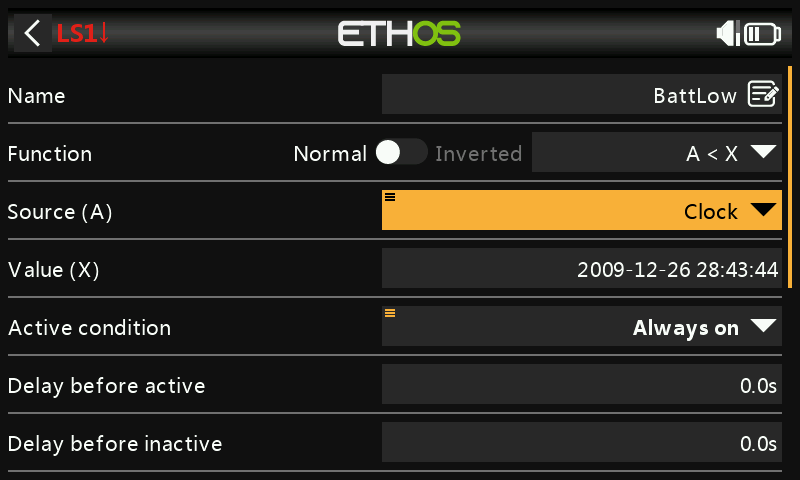 LS1↓ ETHOS
Name BattLow
Function Normal Inverted A < X
Source (A) Clock
Value (X) 2009-12-26 28:43:44
Active condition Always on
Delay before active 0.0s
Delay before inactive 0.0s